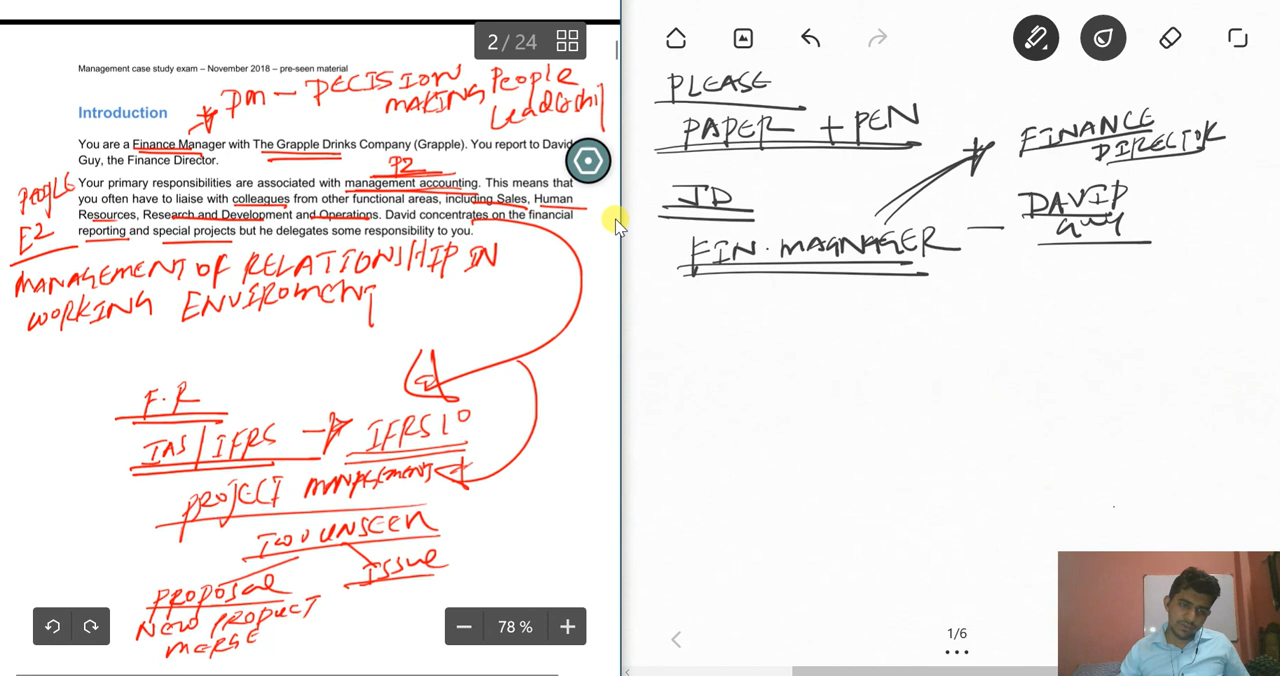 2 / 24
Management case study exam – November 2018 – pre-seen material
PM - DECISION MAKING People Leadership
Introduction
You are a Finance Manager with The Grapple Drinks Company (Grapple). You report to David
Guy, the Finance Director.
P2
Your primary responsibilities are associated with management accounting. This means that
you often have to liaise with colleagues from other functional areas, including Sales, Human
Resources, Research and Development and Operations. David concentrates on the financial
reporting and special projects but he delegates some responsibility to you.
PEOPLE
E2
MANAGEMENT OF RELATIONSHIP IN
WORKING ENVIROMENT
F.R
IAS/IFRS
IFRS 10
PROJECT MANAGEMENT
TOO UNSEEN
PROPOSAL
ISSUE
NEW PRODUCT
MERGE
78 %
PLEASE
PAPER + PEN
JD
FIN. MAGNAGER -
FINANCE
DIRECTOR
DAVID
GUY
1/6